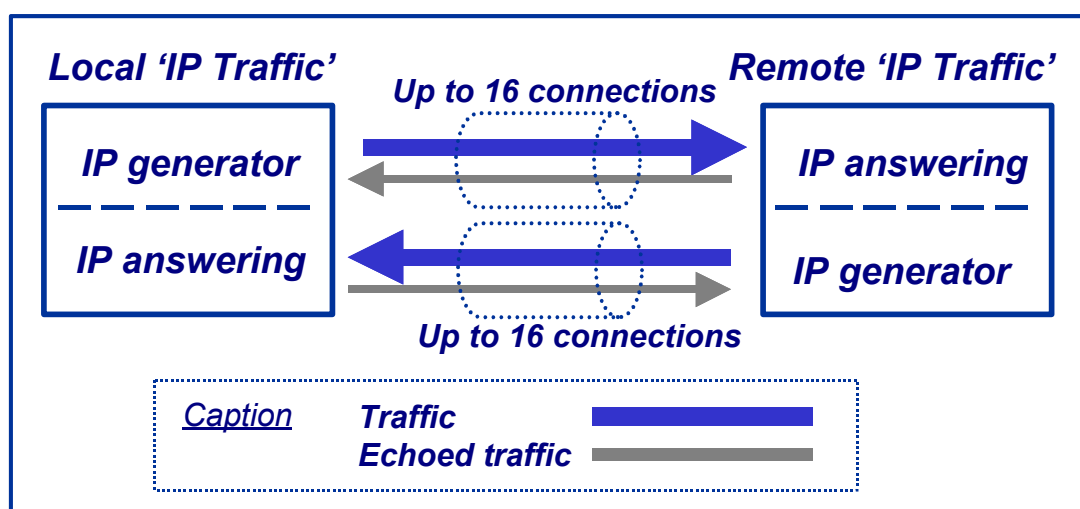 Local ‘IP Traffic’
Remote ‘IP Traffic’
Up to 16 connections
IP generator
IP answering
IP answering
IP generator
Up to 16 connections
Caption
Traffic
Echoed traffic